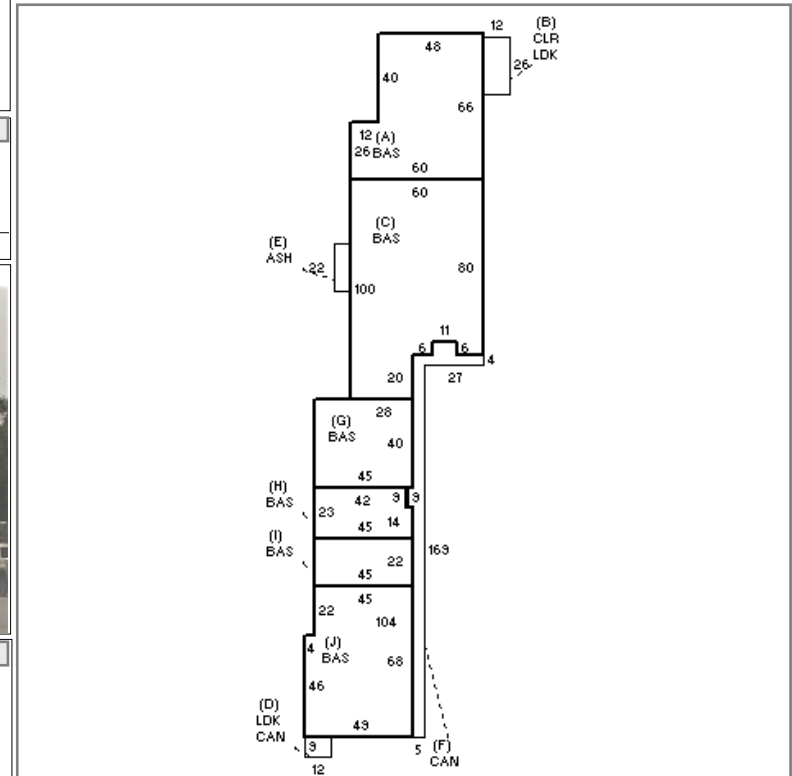 12
(B)
CLR
LDK
26
48
40
66
12 (A)
26 BAS
60
60
(C)
BAS
(E)
ASH
22
100
80
11
6 6
4
27
20
28
(G)
BAS
40
45
(H)
BAS
42
9 9
23
45 14
(I)
BAS
169
22
45
45
22
104
4 (J)
BAS
68
46
(D)
LDK
CAN
49
9
12
5 (F)
CAN